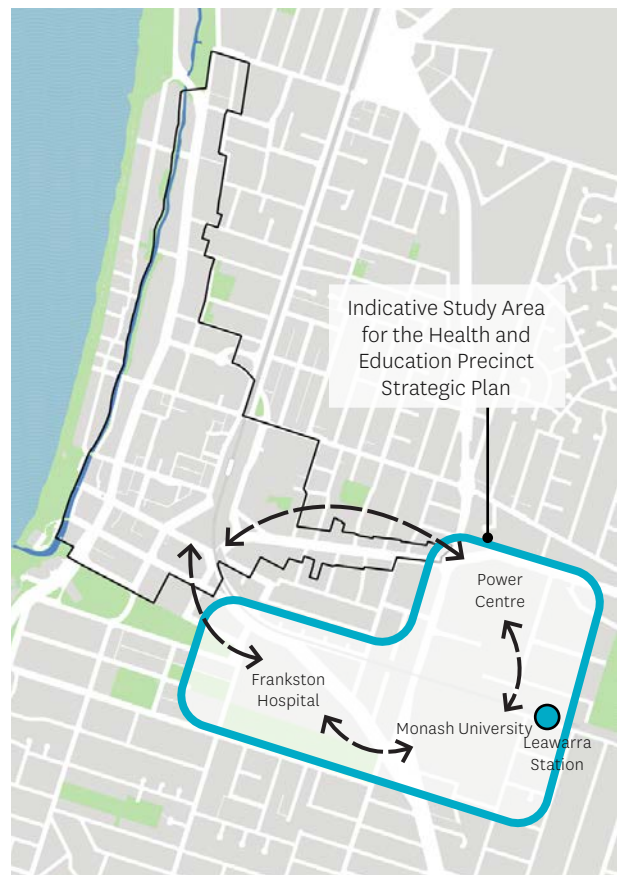 Indicative Study Area
for the Health and
Education Precinct
Strategic Plan
Power
Centre
Frankston
Hospital
Monash University
Leawarra
Station